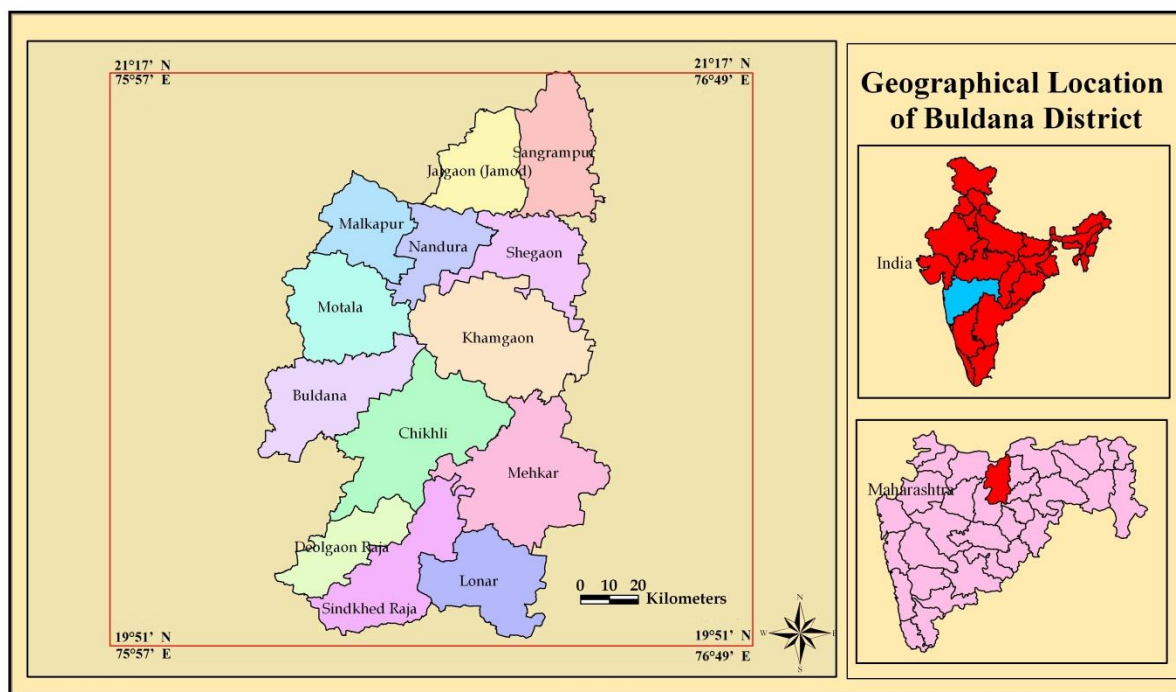 21°17' N
75°57' E
21°17' N
76°49' E
Sangrampur
Jalgaon (Jamod)
Malkapur
Nandura
Shegaon
Motala
Khamgaon
Buldana
Chikhli
Mehkar
Deolgaon Raja
Lonar
Sindkhed Raja
0 10 20
Kilometers
N
W
E
S
19°51' N
75°57' E
19°51' N
76°49' E
Geographical Location
of Buldana District
India
Maharashtra